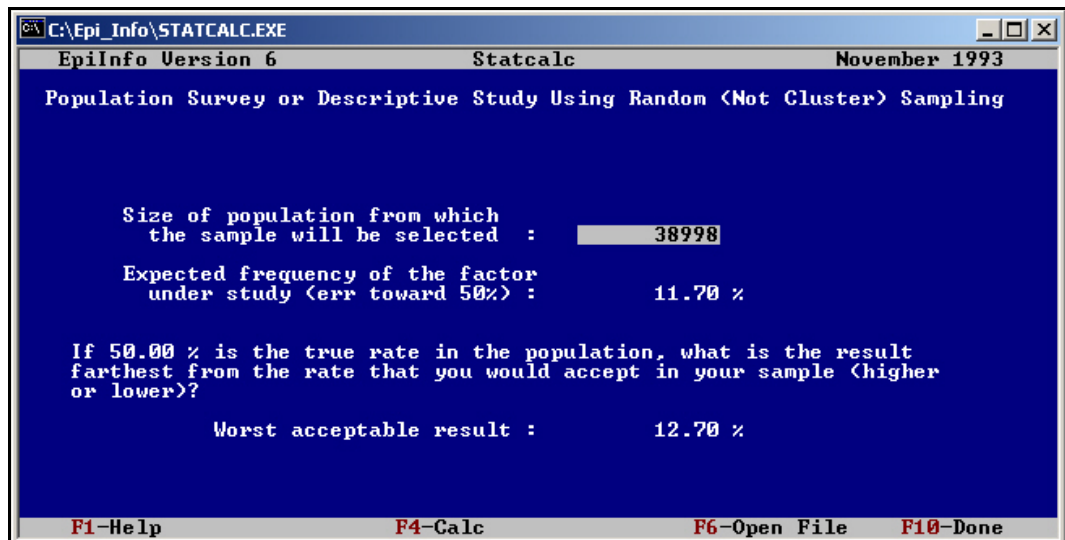 C:\Epi_Info\STATCALC.EXE
EpiInfo Version 6 Statcalc November 1993
Population Survey or Descriptive Study Using Random (Not Cluster) Sampling
Size of population from which
the sample will be selected : 38998
Expected frequency of the factor
under study (err toward 50%) : 11.70 %
If 50.00 % is the true rate in the population, what is the result
farthest from the rate that you would accept in your sample (higher
or lower)?
Worst acceptable result : 12.70 %
F1-Help F4-Calc F6-Open File F10-Done